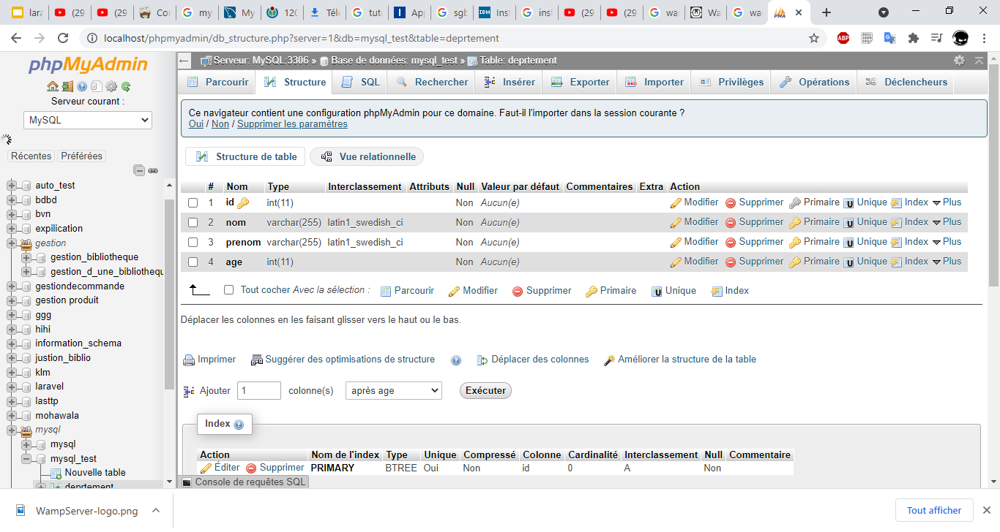 lara
(29
(29
Co
my
My
120
Télé
tuto
App
sgb
Inst
inst
(29
(29
wa
Wa
wa
PMA
localhost/phpmyadmin/db_structure.php?server=1&db=mysql_test&table=deprtement
ABP
phpMyAdmin
Serveur courant :
MySQL
Récentes Préférées
auto_test
bdbd
bvn
expilication
gestion
gestion_bibliotheque
gestion_d_une_bibliothequ
gestiondecommande
gestion produit
ggg
hihi
information_schema
justion_biblio
klm
laravel
lasttp
mohawala
mysql
mysql
mysql_test
Nouvelle table
deprtement
Serveur: MySQL:3306 » Base de données: mysql_test » Table: deprtement
Parcourir Structure SQL Rechercher Insérer Exporter Importer Privilèges Opérations Déclencheurs
Ce navigateur contient une configuration phpMyAdmin pour ce domaine. Faut-il l'importer dans la session courante ?
Oui / Non / Supprimer les paramètres
Structure de table Vue relationnelle
# Nom Type Interclassement Attributs Null Valeur par défaut Commentaires Extra Action
1 id int(11) Non Aucun(e) Modifier Supprimer Primaire Unique Index Plus
2 nom varchar(255) latin1_swedish_ci Non Aucun(e) Modifier Supprimer Primaire Unique Index Plus
3 prenom varchar(255) latin1_swedish_ci Non Aucun(e) Modifier Supprimer Primaire Unique Index Plus
4 age int(11) Non Aucun(e) Modifier Supprimer Primaire Unique Index Plus
Tout cocher Avec la sélection : Parcourir Modifier Supprimer Primaire Unique Index
Déplacer les colonnes en les faisant glisser vers le haut ou le bas.
Imprimer Suggérer des optimisations de structure Déplacer des colonnes Améliorer la structure de la table
Ajouter 1 colonne(s) après age Exécuter
Index
Action Nom de l'index Type Unique Compressé Colonne Cardinalité Interclassement Null Commentaire
Éditer Supprimer PRIMARY BTREE Oui Non id 0 A Non
Console de requêtes SQL
WampServer-logo.png
Tout afficher